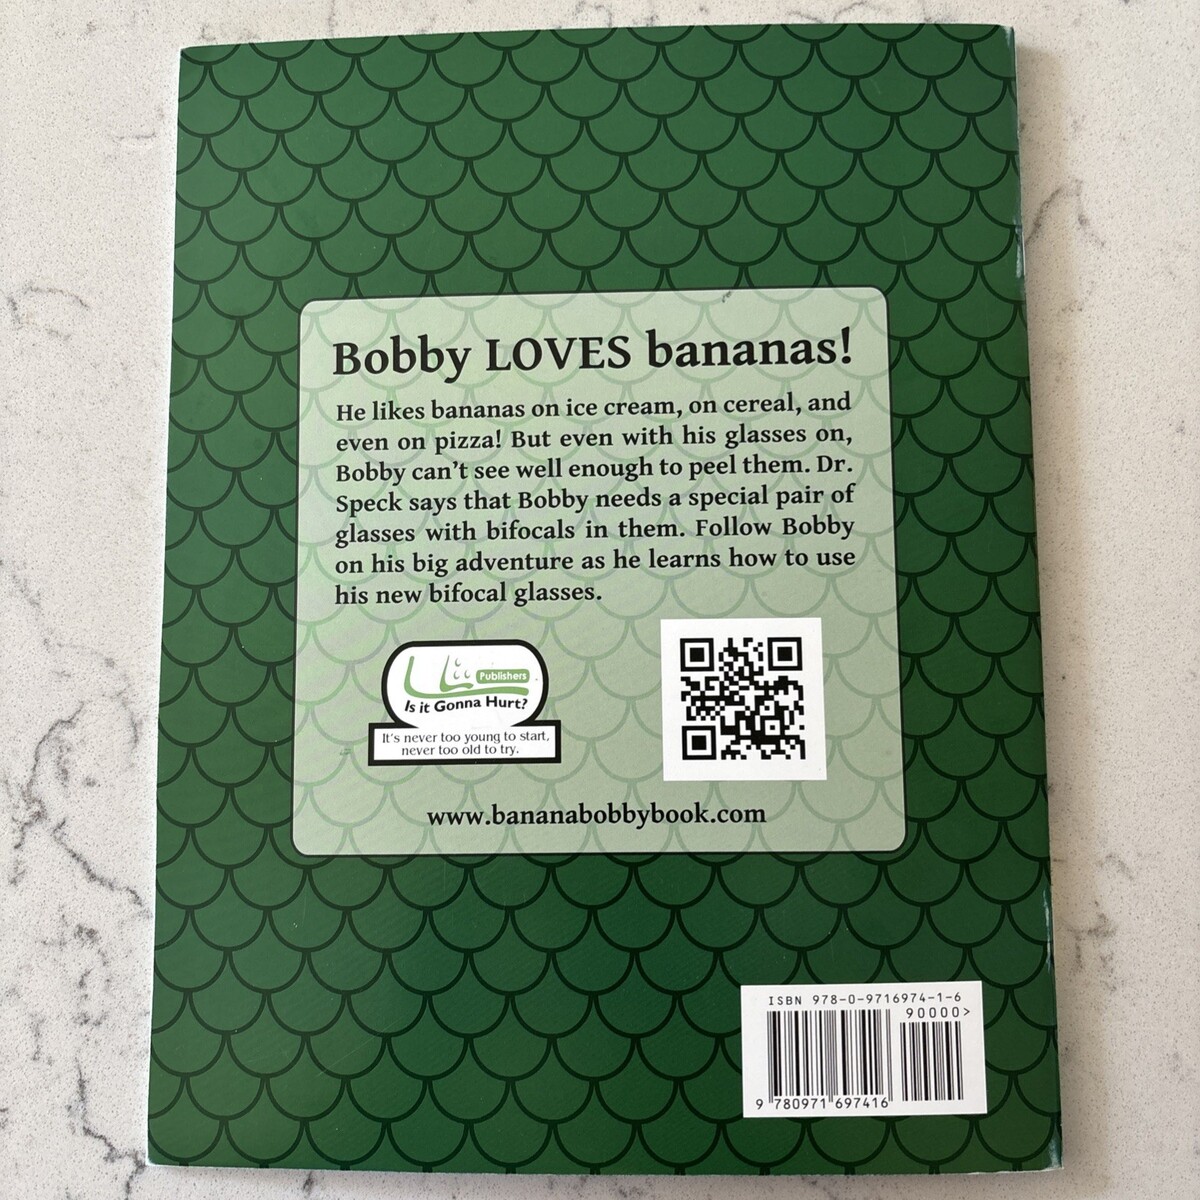 Bobby LOVES bananas!
He likes bananas on ice cream, on cereal, and
even on pizza! But even with his glasses on,
Bobby can't see well enough to peel them. Dr.
Speck says that Bobby needs a special pair of
glasses with bifocals in them. Follow Bobby
on his big adventure as he learns how to use
his new bifocal glasses.
Publishers
Is it Gonna Hurt?
It's never too young to start,
never too old to try.
www.bananabobbybook.com
ISBN 978-0-9716974-1-6
90000>
9 780971 697416